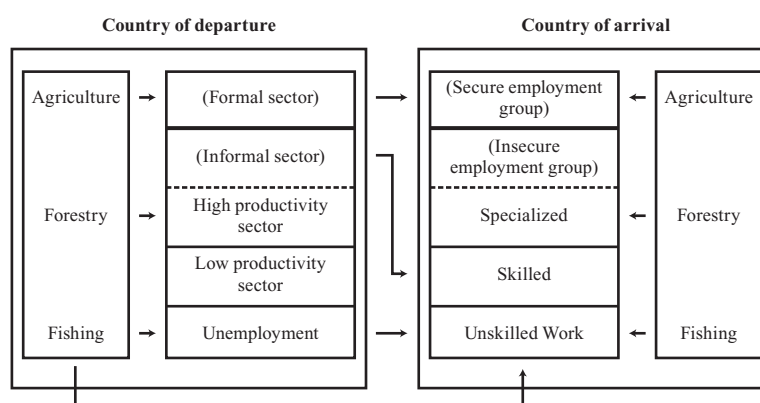 Country of departure
Country of arrival
Agriculture
Forestry
Fishing
(Formal sector)
(Informal sector)
High productivity
sector
Low productivity
sector
Unemployment
(Secure employment
group)
(Insecure
employment group)
Specialized
Skilled
Unskilled Work
Agriculture
Forestry
Fishing